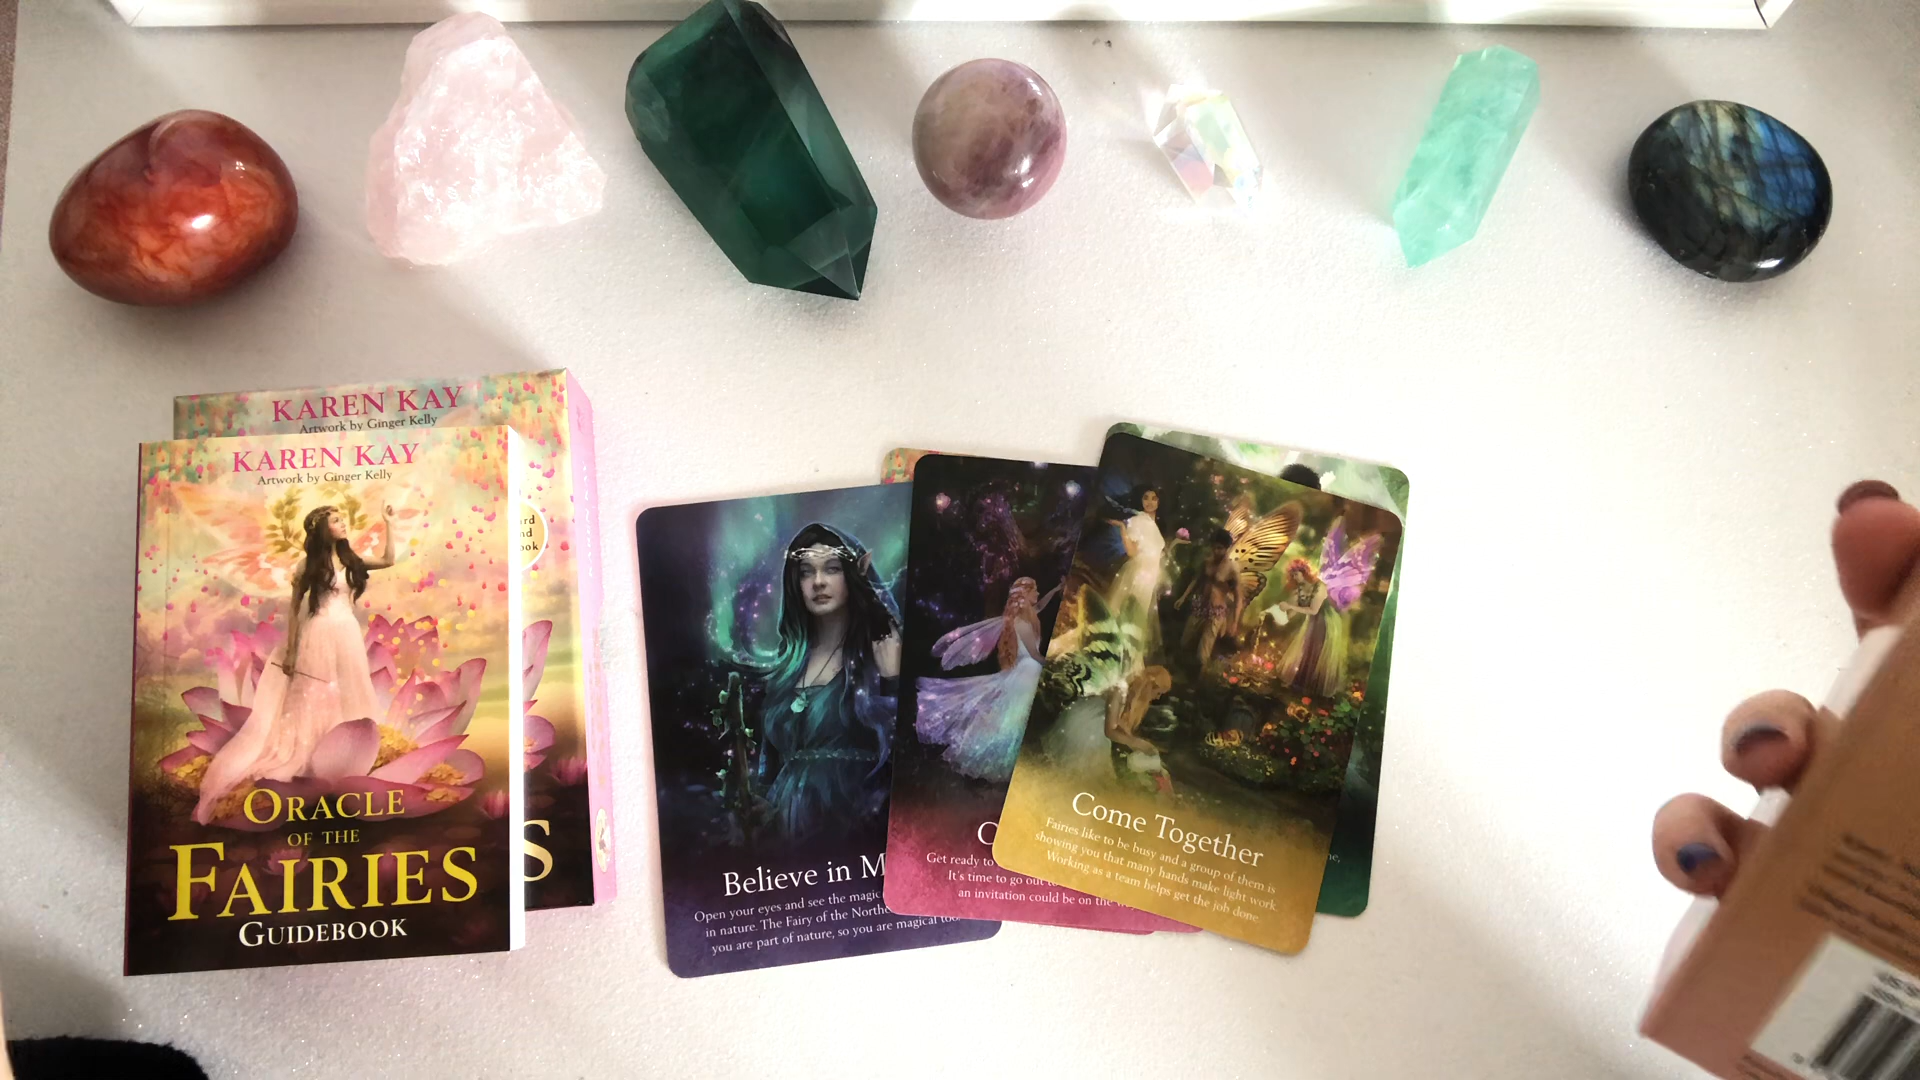 KAREN KAY
Artwork by Ginger Kelly
KAREN KAY
Artwork by Ginger Kelly
ORACLE
OF THE
FAIRIES
GUIDEBOOK
S
Believe in M
Open your eyes and see the magic
in nature. The Fairy of the Northe
you are part of nature, so you are magical too.
Get ready to
It's time to go out
an invitation could be on the
Come Together
Fairies like to be busy and a group of them is
showing you that many hands make light work.
Working as a team helps get the job done.